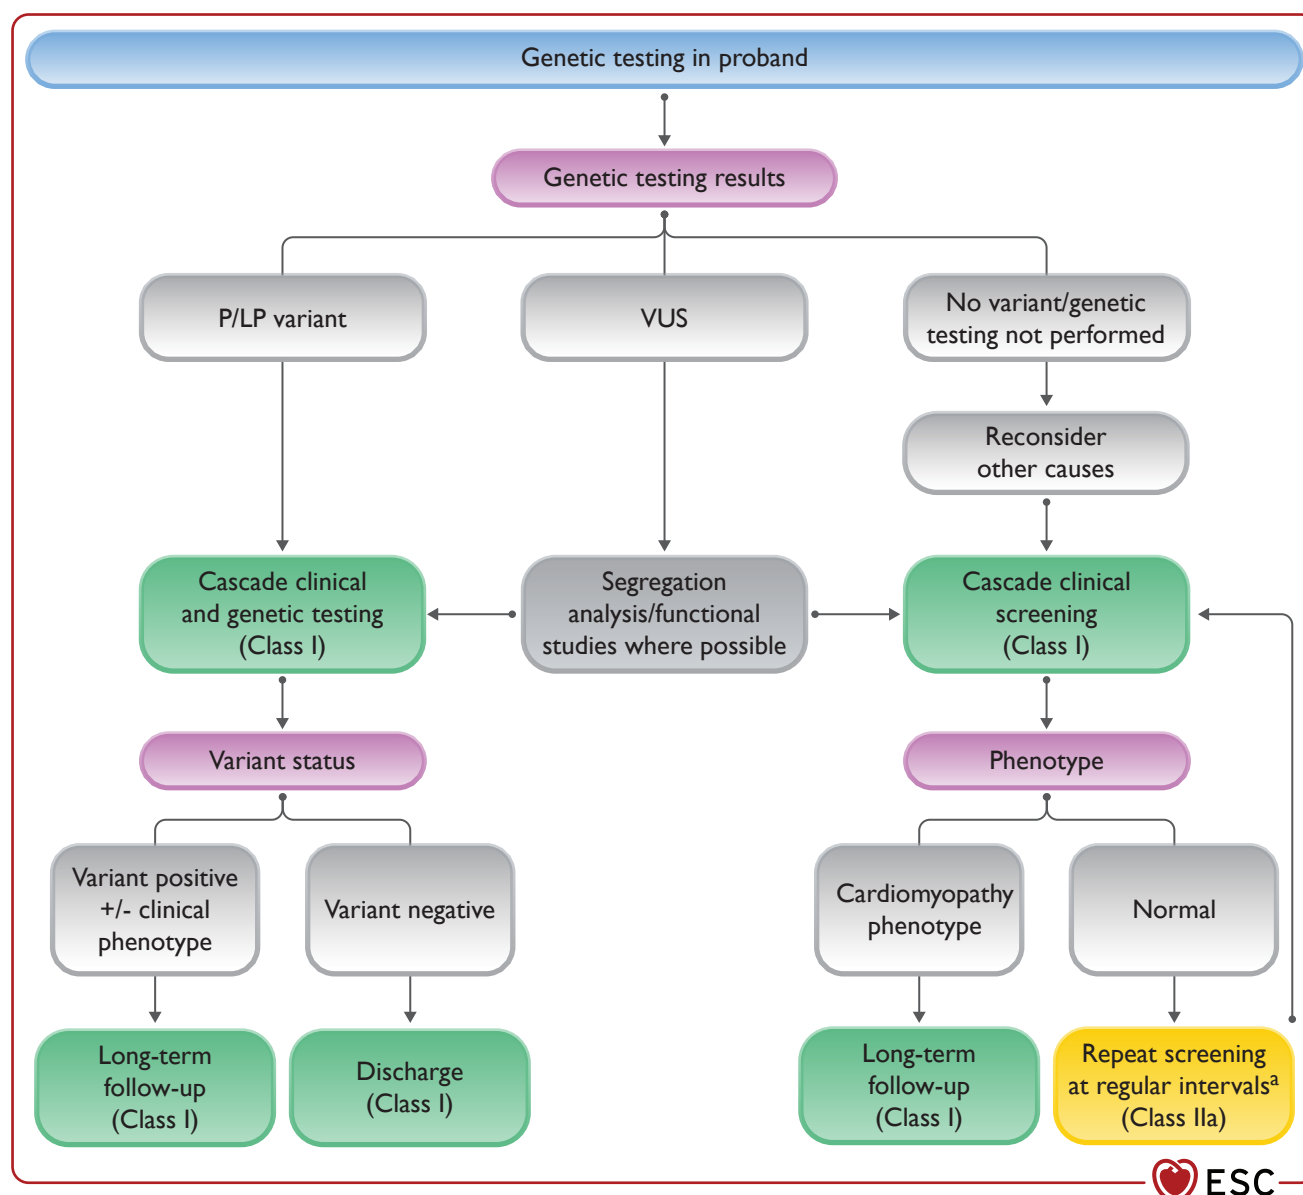 Genetic testing in proband
Genetic testing results
P/LP variant
VUS
No variant/genetic
testing not performed
Reconsider
other causes
Cascade clinical
and genetic testing
(Class I)
Segregation
analysis/functional
studies where possible
Cascade clinical
screening
(Class I)
Variant status
Phenotype
Variant positive
+/- clinical
phenotype
Variant negative
Cardiomyopathy
phenotype
Normal
Long-term
follow-up
(Class I)
Discharge
(Class I)
Long-term
follow-up
(Class I)
Repeat screening
at regular intervalsᵃ
(Class IIa)
ESC